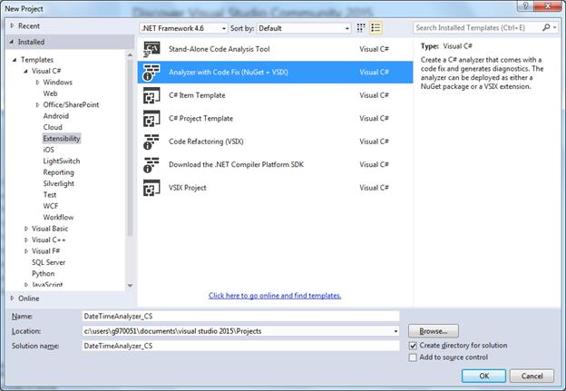 New Project
Discover Visual Studio Community 2015
Recent
.NET Framework 4.6 Sort by: Default
Search Installed Templates (Ctrl+E)
Installed
Templates
Visual C#
Windows
Web
Office/SharePoint
Android
Cloud
Extensibility
iOS
LightSwitch
Reporting
Silverlight
Test
WCF
Workflow
Visual Basic
Visual C++
Visual F#
SQL Server
Python
JavaScript
Online
Stand-Alone Code Analysis Tool Visual C#
Analyzer with Code Fix (NuGet + VSIX) Visual C#
C# Item Template Visual C#
C# Project Template Visual C#
Code Refactoring (VSIX) Visual C#
Download the .NET Compiler Platform SDK Visual C#
VSIX Project Visual C#
Click here to go online and find templates.
Type: Visual C#
Create a C# analyzer that comes with a
code fix and generates diagnostics. The
analyzer can be deployed as either a
NuGet package or a VSIX extension.
Name: DateTimeAnalyzer_CS
Location: c:\users\g970051\documents\visual studio 2015\Projects Browse...
Solution name: DateTimeAnalyzer_CS
Create directory for solution
Add to source control
OK Cancel